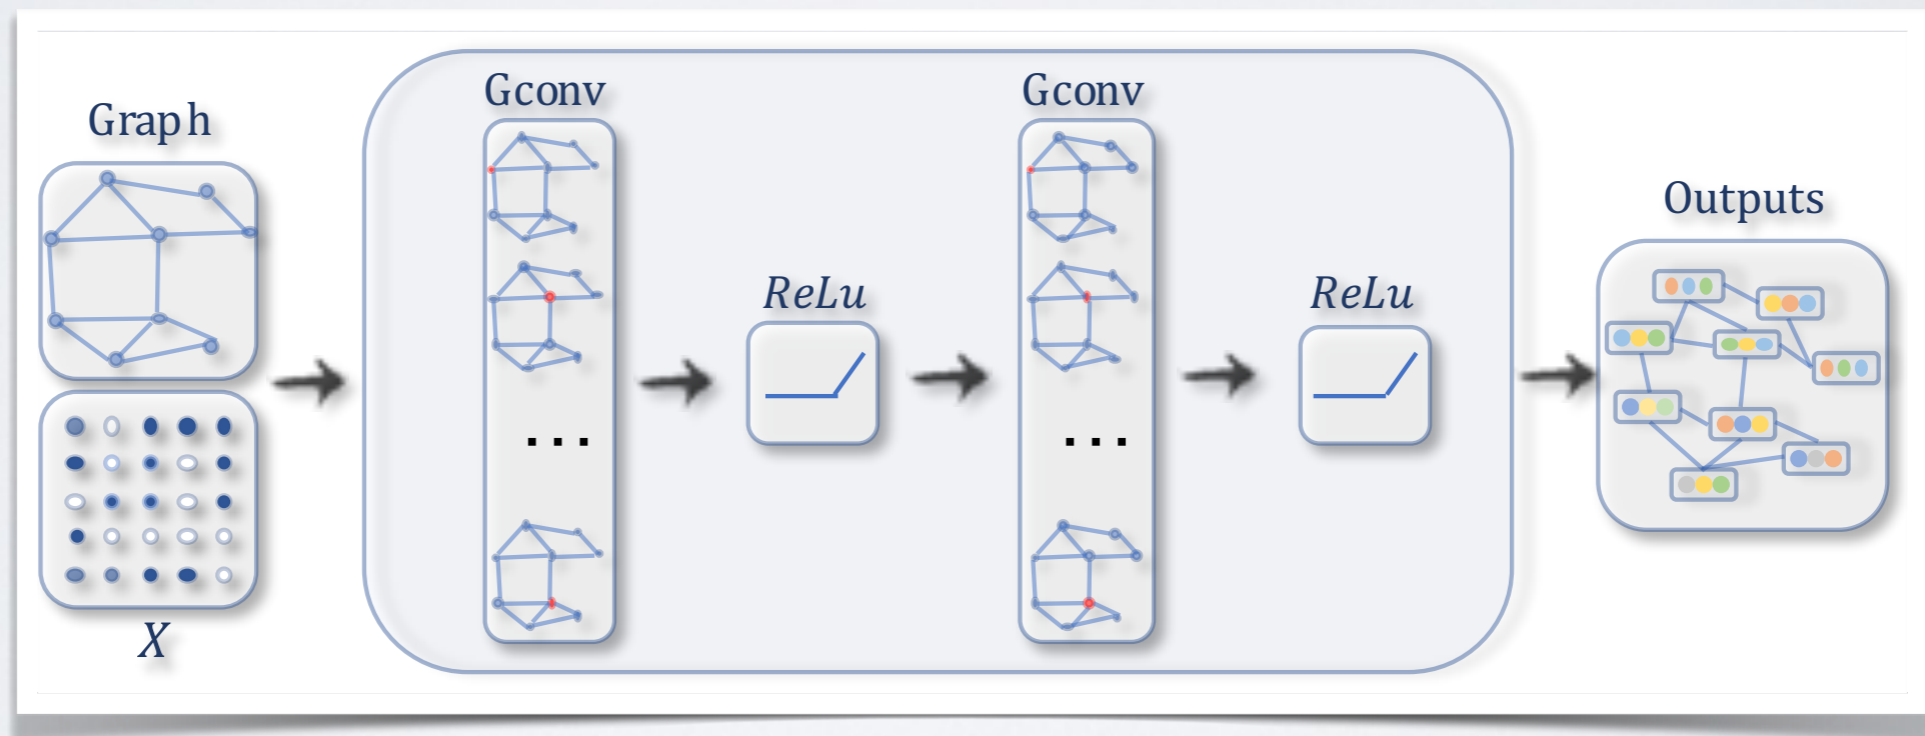 Graph
X
Gconv
...
ReLu
Gconv
...
ReLu
Outputs